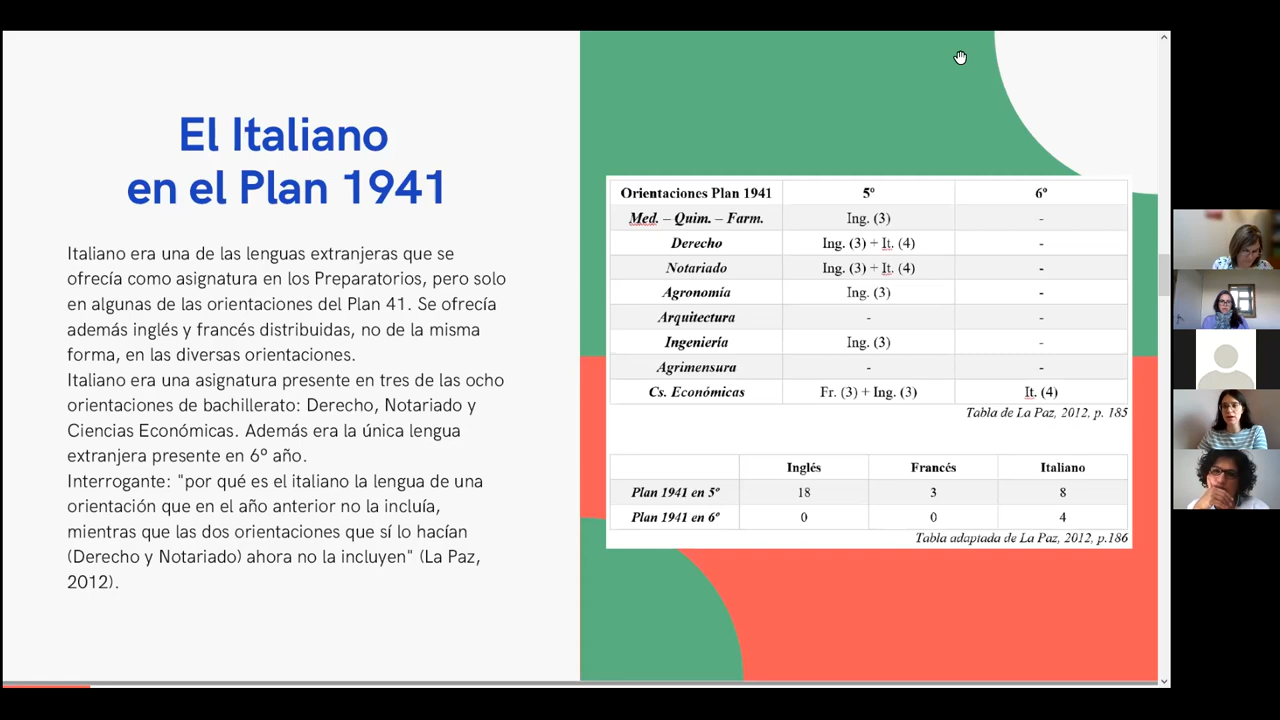 El Italiano
en el Plan 1941
Italiano era una de las lenguas extranjeras que se
ofrecía como asignatura en los Preparatorios, pero solo
en algunas de las orientaciones del Plan 41. Se ofrecía
además inglés y francés distribuidas, no de la misma
forma, en las diversas orientaciones.
Italiano era una asignatura presente en tres de las ocho
orientaciones de bachillerato: Derecho, Notariado y
Ciencias Económicas. Además era la única lengua
extranjera presente en 6º año.
Interrogante: "por qué es el italiano la lengua de una
orientación que en el año anterior no la incluía,
mientras que las dos orientaciones que sí lo hacían
(Derecho y Notariado) ahora no la incluyen" (La Paz,
2012).
Orientaciones Plan 1941 5º 6º
Med. – Quim. – Farm. Ing. (3) -
Derecho Ing. (3) + It. (4) -
Notariado Ing. (3) + It. (4) -
Agronomía Ing. (3) -
Arquitectura - -
Ingeniería Ing. (3) -
Agrimensura - -
Cs. Económicas Fr. (3) + Ing. (3) It. (4)
Tabla de La Paz, 2012, p. 185
Inglés Francés Italiano
Plan 1941 en 5º 18 3 8
Plan 1941 en 6º 0 0 4
Tabla adaptada de La Paz, 2012, p.186